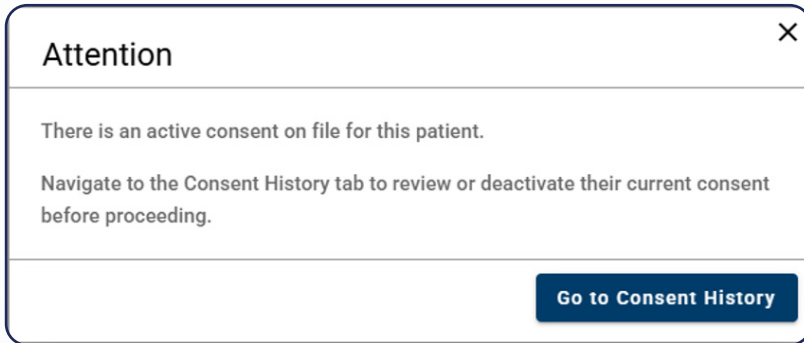 Attention
There is an active consent on file for this patient.
Navigate to the Consent History tab to review or deactivate their current consent
before proceeding.
Go to Consent History